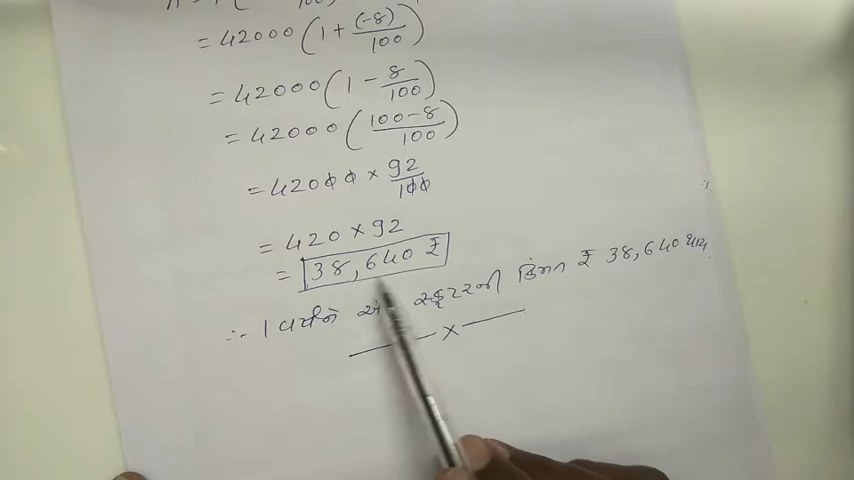 = 42000 (1 + (-8)/100)
= 42000 (1 - 8/100)
= 42000 (100-8/100)
= 42000 × 92/100
= 420 × 92
= 38,640 ₹
∴ 1 વર્ષને સ્કૂટરની કિંમત ₹ 38,640 થાય.
×